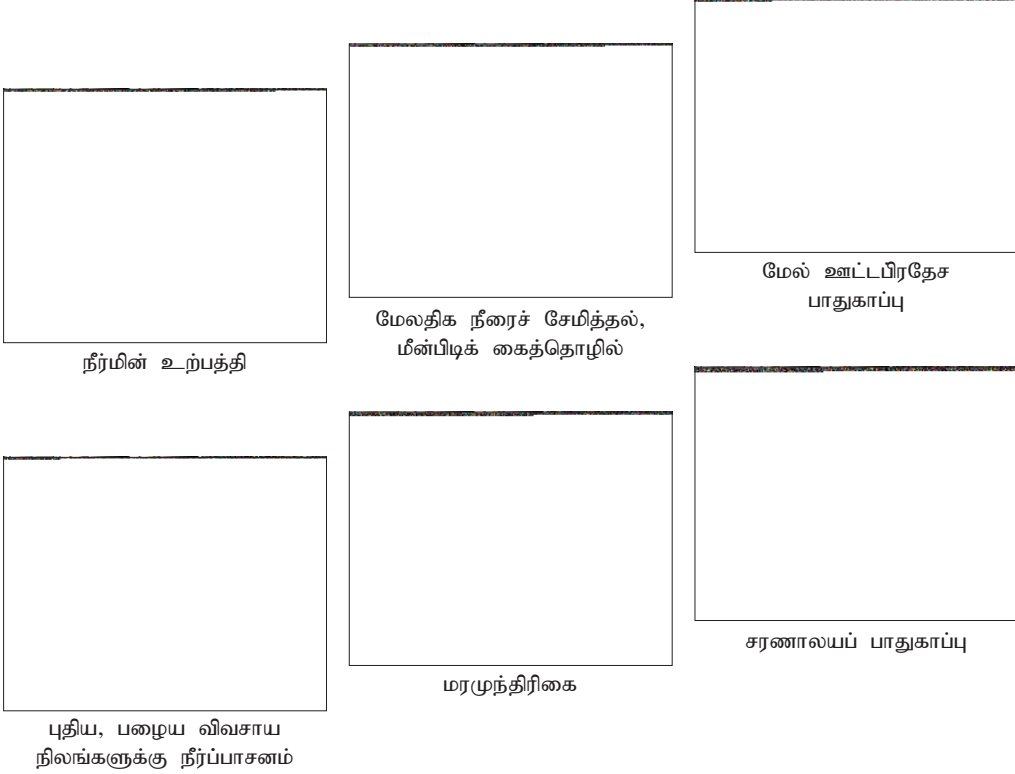 நீர்மின் உற்பத்தி
மேலதிக நீரைச் சேமித்தல்,
மீன்பிடிக் கைத்தொழில்
மேல் ஊட்டபிரதேச
பாதுகாப்பு
புதிய, பழைய விவசாய
நிலங்களுக்கு நீர்ப்பாசனம்
மரமுந்திரிகை
சரணாலயப் பாதுகாப்பு